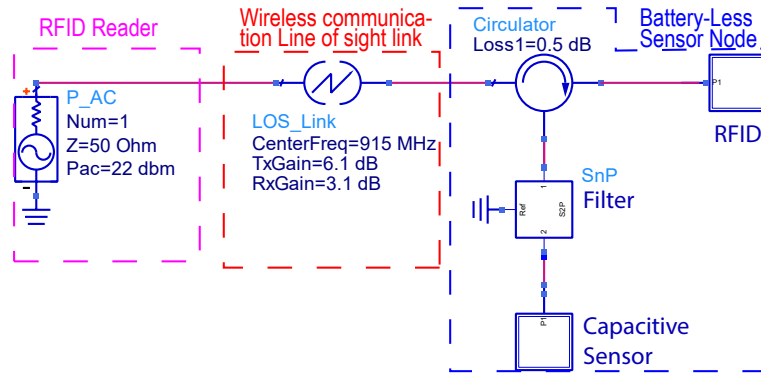 RFID Reader
Wireless communica-
tion Line of sight link
Circulator
Loss1=0.5 dB
Battery-Less
Sensor Node
+
P_AC
Num=1
Z=50 Ohm
Pac=22 dbm
-
LOS_Link
CenterFreq=915 MHz
TxGain=6.1 dB
RxGain=3.1 dB
P1
RFID
SnP
Filter
1
Ref
S2P
2
P1
Capacitive
Sensor